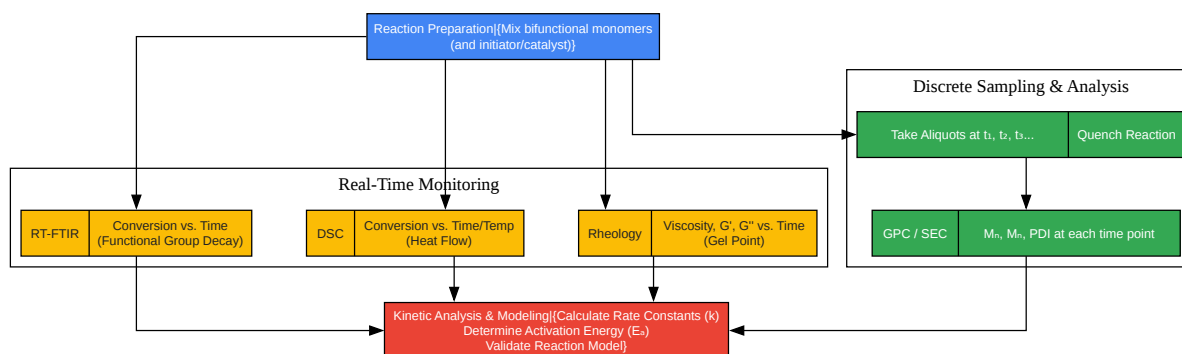 Reaction Preparation|{Mix bifunctional monomers
(and initiator/catalyst)}
Discrete Sampling & Analysis
Take Aliquots at t₁, t₂, t₃...
Quench Reaction
Real-Time Monitoring
RT-FTIR
Conversion vs. Time
(Functional Group Decay)
DSC
Conversion vs. Time/Temp
(Heat Flow)
Rheology
Viscosity, G', G'' vs. Time
(Gel Point)
GPC / SEC
Mₙ, Mₙ, PDI at each time point
Kinetic Analysis & Modeling|{Calculate Rate Constants (k)
Determine Activation Energy (Eₐ)
Validate Reaction Model}